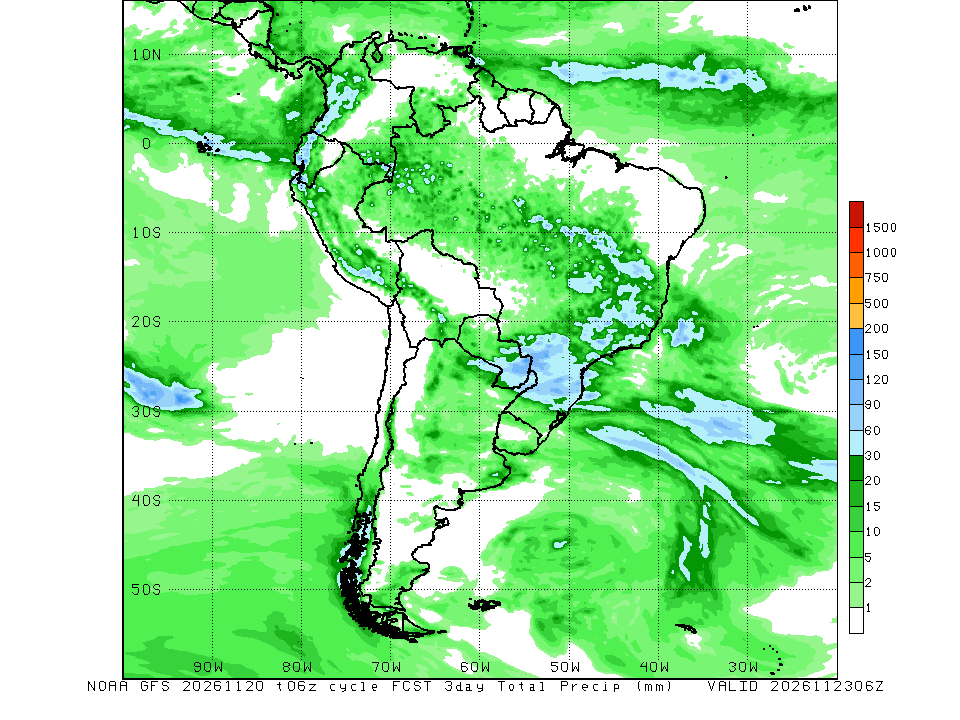 10N
0
10S
20S
30S
40S
50S
90W 80W 70W 60W 50W 40W 30W
1500
1000
750
500
200
150
120
90
60
30
20
15
10
5
2
1
NOAA GFS 20261120 t06z cycle FCST 3day Total Precip (mm) VALID 2026112306Z